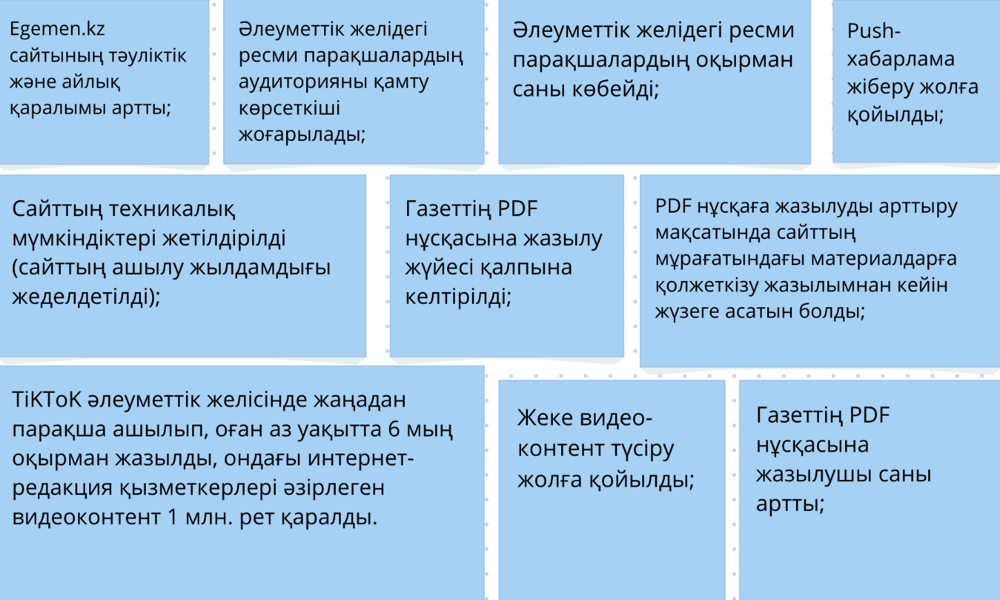 Egemen.kz
сайтының тәуліктік
және айлық
қаралымы артты;
Әлеуметтік желідегі
ресми парақшалардың
аудиторияны қамту
көрсеткіші
жоғарылады;
Әлеуметтік желідегі ресми
парақшалардың оқырман
саны көбейді;
Push-
хабарлама
жіберу жолға
қойылды;
Сайттың техникалық
мүмкіндіктері жетілдірілді
(сайттың ашылу жылдамдығы
жеделдетілді);
Газеттің PDF
нұсқасына жазылу
жүйесі қалпына
келтірілді;
PDF нұсқаға жазылуды арттыру
мақсатында сайттың
мұрағатындағы материалдарға
қолжеткізу жазылымнан кейін
жүзеге асатын болды;
TiKToK әлеуметтік желісінде жаңадан
парақша ашылып, оған аз уақытта 6 мың
оқырман жазылды, ондағы интернет-
редакция қызметкерлері әзірлеген
видеоконтент 1 млн. рет қаралды.
Жеке видео-
контент түсіру
жолға қойылды;
Газеттің PDF
нұсқасына
жазылушы саны
артты;